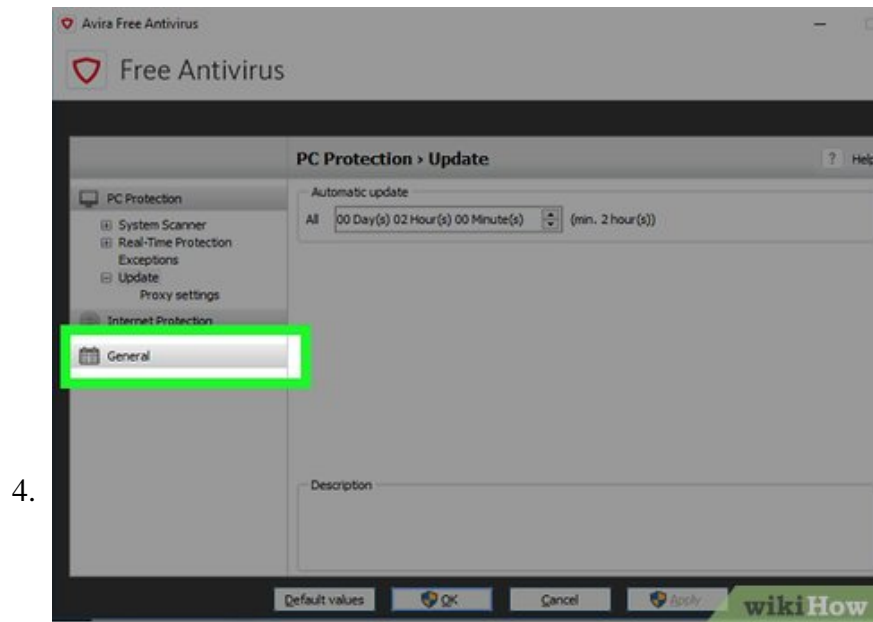 Avira Free Antivirus
Free Antivirus
PC Protection › Update
? Help
PC Protection
System Scanner
Real-Time Protection
Exceptions
Update
Proxy settings
Internet Protection
General
Automatic update
All 00 Day(s) 02 Hour(s) 00 Minute(s) (min. 2 hour(s))
Description
4.
Default values OK Cancel Apply
wikiHow